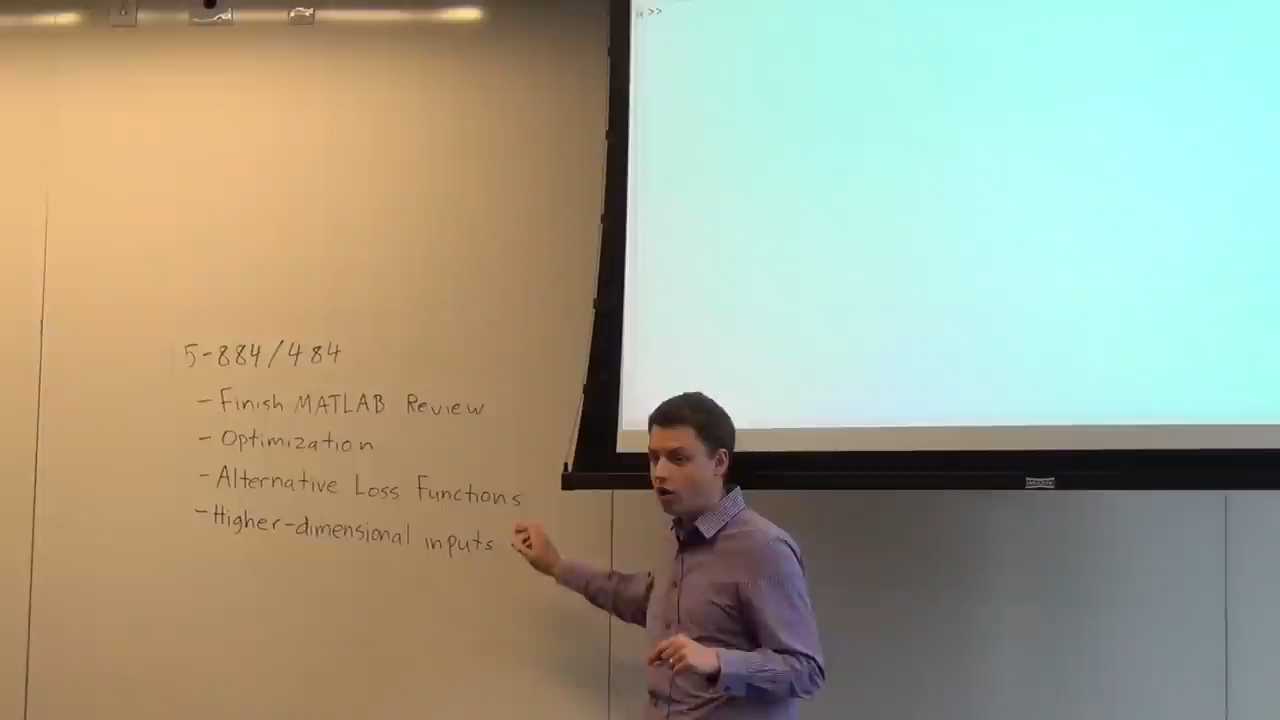 >>
5-884/484
- Finish MATLAB Review
- Optimization
- Alternative Loss Functions
- Higher-dimensional inputs